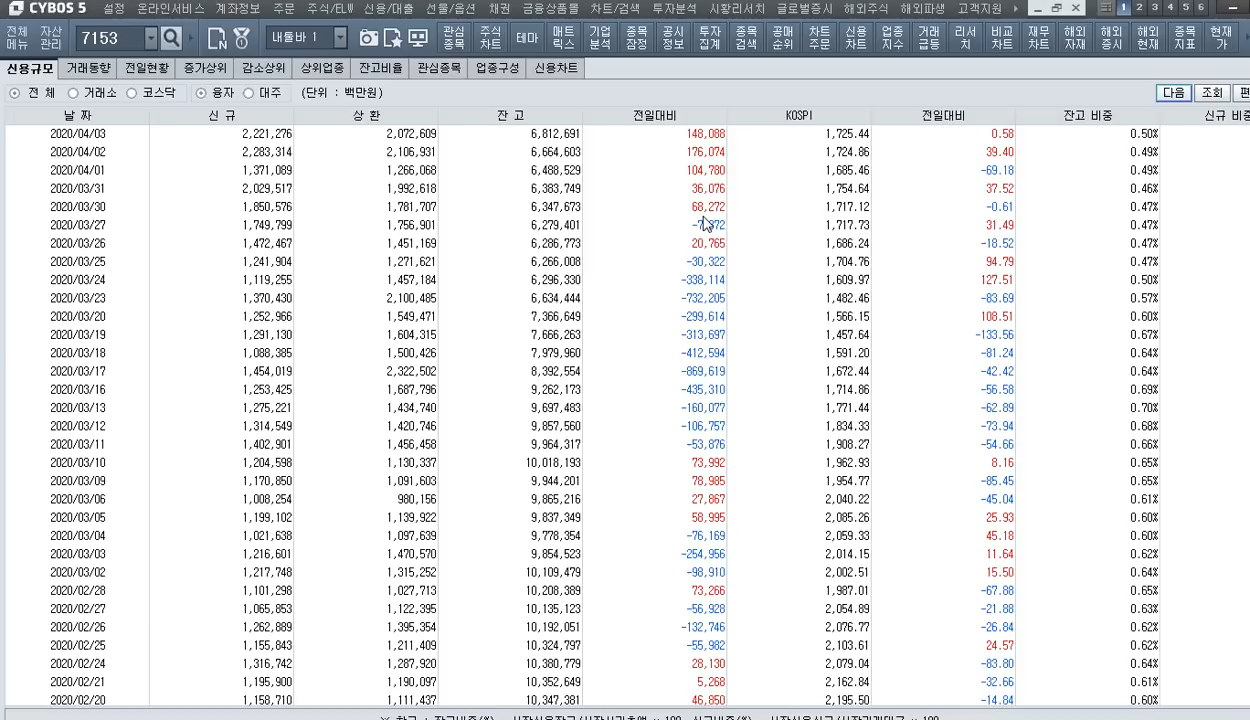 CYBOS 5 설정 온라인서비스 계좌정보 주문 주식/ELW 신용/대출 선물/옵션 채권 금융상품몰 차트/검색 투자분석 시황리서치 글로벌증시 해외주식 해외파생 고객지원 1 2 3 4 5 6
전체메뉴 자산관리 7153 내툴바 1 관심종목 주식차트 테마 매트릭스 기업분석 종목잠정 공시정보 투자집계 종목검색 공매순위 차트주문 신용차트 업종지수 거래급등 리서치 비교차트 재무차트 해외자재 해외증시 해외현재 종목지표 현재가
신용규모 거래동향 전일현황 증가상위 감소상위 상위업종 잔고비율 관심종목 업종구성 신용차트
전 체 거래소 코스닥 융자 대주 (단위 : 백만원) 다음 조회 편
날 짜 신 규 상 환 잔 고 전일대비 KOSPI 전일대비 잔고 비중 신규 비중
2020/04/03 2,221,276 2,072,609 6,812,691 148,088 1,725.44 0.58 0.50%
2020/04/02 2,283,314 2,106,931 6,664,603 176,074 1,724.86 39.40 0.49%
2020/04/01 1,371,089 1,266,068 6,488,529 104,780 1,685.46 -69.18 0.49%
2020/03/31 2,029,517 1,992,618 6,383,749 36,076 1,754.64 37.52 0.46%
2020/03/30 1,850,576 1,781,707 6,347,673 68,272 1,717.12 -0.61 0.47%
2020/03/27 1,749,799 1,756,901 6,279,401 1,717.73 31.49 0.47%
2020/03/26 1,472,467 1,451,169 6,286,773 20,765 1,686.24 -18.52 0.47%
2020/03/25 1,241,904 1,271,621 6,266,008 -30,322 1,704.76 94.79 0.47%
2020/03/24 1,119,255 1,457,184 6,296,330 -338,114 1,609.97 127.51 0.50%
2020/03/23 1,370,430 2,100,485 6,634,444 -732,205 1,482.46 -83.69 0.57%
2020/03/20 1,252,966 1,549,471 7,366,649 -299,614 1,566.15 108.51 0.60%
2020/03/19 1,291,130 1,604,315 7,666,263 -313,697 1,457.64 -133.56 0.67%
2020/03/18 1,088,385 1,500,426 7,979,960 -412,594 1,591.20 -81.24 0.64%
2020/03/17 1,454,019 2,322,502 8,392,554 -869,619 1,672.44 -42.42 0.64%
2020/03/16 1,253,425 1,687,796 9,262,173 -435,310 1,714.86 -56.58 0.69%
2020/03/13 1,275,221 1,434,740 9,697,483 -160,077 1,771.44 -62.89 0.70%
2020/03/12 1,314,549 1,420,746 9,857,560 -106,757 1,834.33 -73.94 0.68%
2020/03/11 1,402,901 1,456,458 9,964,317 -53,876 1,908.27 -54.66 0.66%
2020/03/10 1,204,598 1,130,337 10,018,193 73,992 1,962.93 8.16 0.65%
2020/03/09 1,170,850 1,091,603 9,944,201 78,985 1,954.77 -85.45 0.65%
2020/03/06 1,008,254 980,156 9,865,216 27,867 2,040.22 -45.04 0.61%
2020/03/05 1,199,102 1,139,922 9,837,349 58,995 2,085.26 25.93 0.60%
2020/03/04 1,021,638 1,097,639 9,778,354 -76,169 2,059.33 45.18 0.60%
2020/03/03 1,216,601 1,470,570 9,854,523 -254,956 2,014.15 11.64 0.62%
2020/03/02 1,217,748 1,315,252 10,109,479 -98,910 2,002.51 15.50 0.64%
2020/02/28 1,101,298 1,027,713 10,208,389 73,266 1,987.01 -67.88 0.65%
2020/02/27 1,065,853 1,122,395 10,135,123 -56,928 2,054.89 -21.88 0.63%
2020/02/26 1,262,889 1,395,354 10,192,051 -132,746 2,076.77 -26.84 0.62%
2020/02/25 1,155,843 1,211,409 10,324,797 -55,982 2,103.61 24.57 0.62%
2020/02/24 1,316,742 1,287,920 10,380,779 28,130 2,079.04 -83.80 0.64%
2020/02/21 1,195,900 1,190,097 10,352,649 5,268 2,162.84 -32.66 0.61%
2020/02/20 1,158,710 1,111,437 10,347,381 46,850 2,195.50 -14.84 0.60%